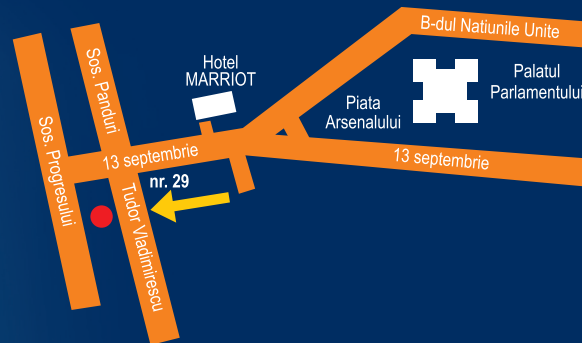 B-dul Natiunile Unite
Sos. Panduri
Hotel
MARRIOT
Palatul
Parlamentului
Piata
Arsenalului
Sos. Progresului
13 septembrie
13 septembrie
nr. 29
Tudor Vladimirescu